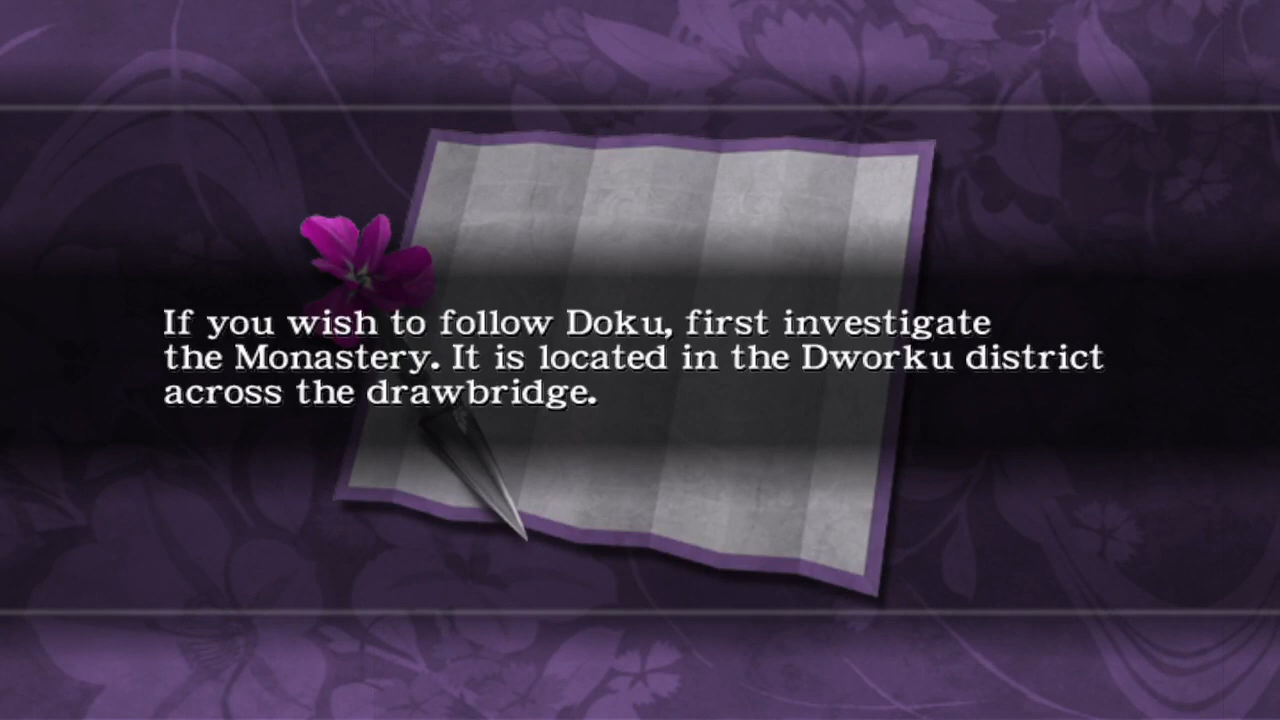 If you wish to follow Doku, first investigate
the Monastery. It is located in the Dworku district
across the drawbridge.